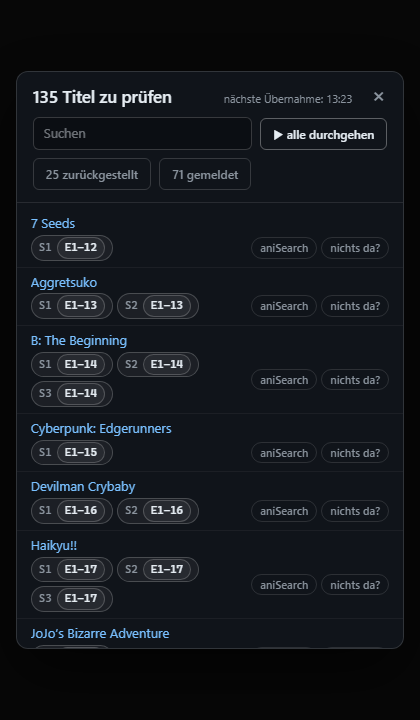 135 Titel zu prüfen nächste Übernahme: 13:23 ✕
Suchen ▶ alle durchgehen
25 zurückgestellt 71 gemeldet
7 Seeds
S1 E1–12 aniSearch nichts da?
Aggretsuko
S1 E1–13 S2 E1–13 aniSearch nichts da?
B: The Beginning
S1 E1–14 S2 E1–14
S3 E1–14 aniSearch nichts da?
Cyberpunk: Edgerunners
S1 E1–15 aniSearch nichts da?
Devilman Crybaby
S1 E1–16 S2 E1–16 aniSearch nichts da?
Haikyu!!
S1 E1–17 S2 E1–17
S3 E1–17 aniSearch nichts da?
JoJo's Bizarre Adventure